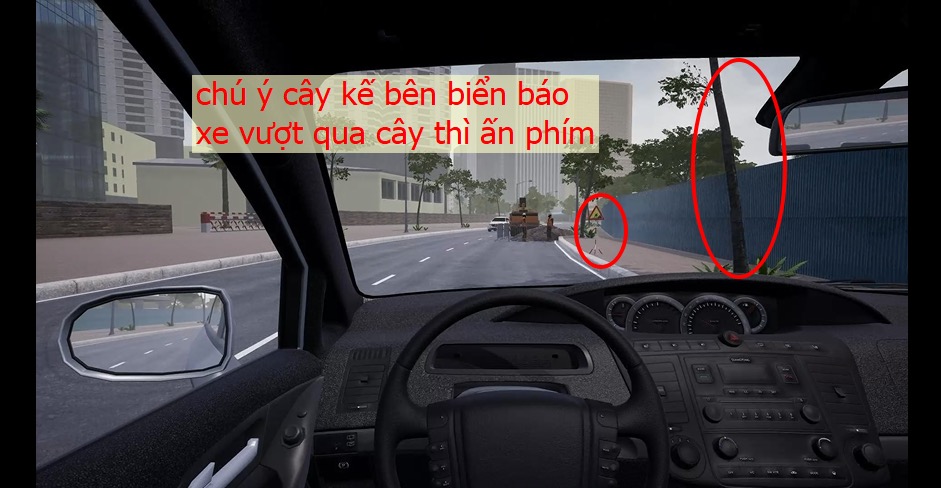 chú ý cây kế bên biển báo
xe vượt qua cây thì ấn phím